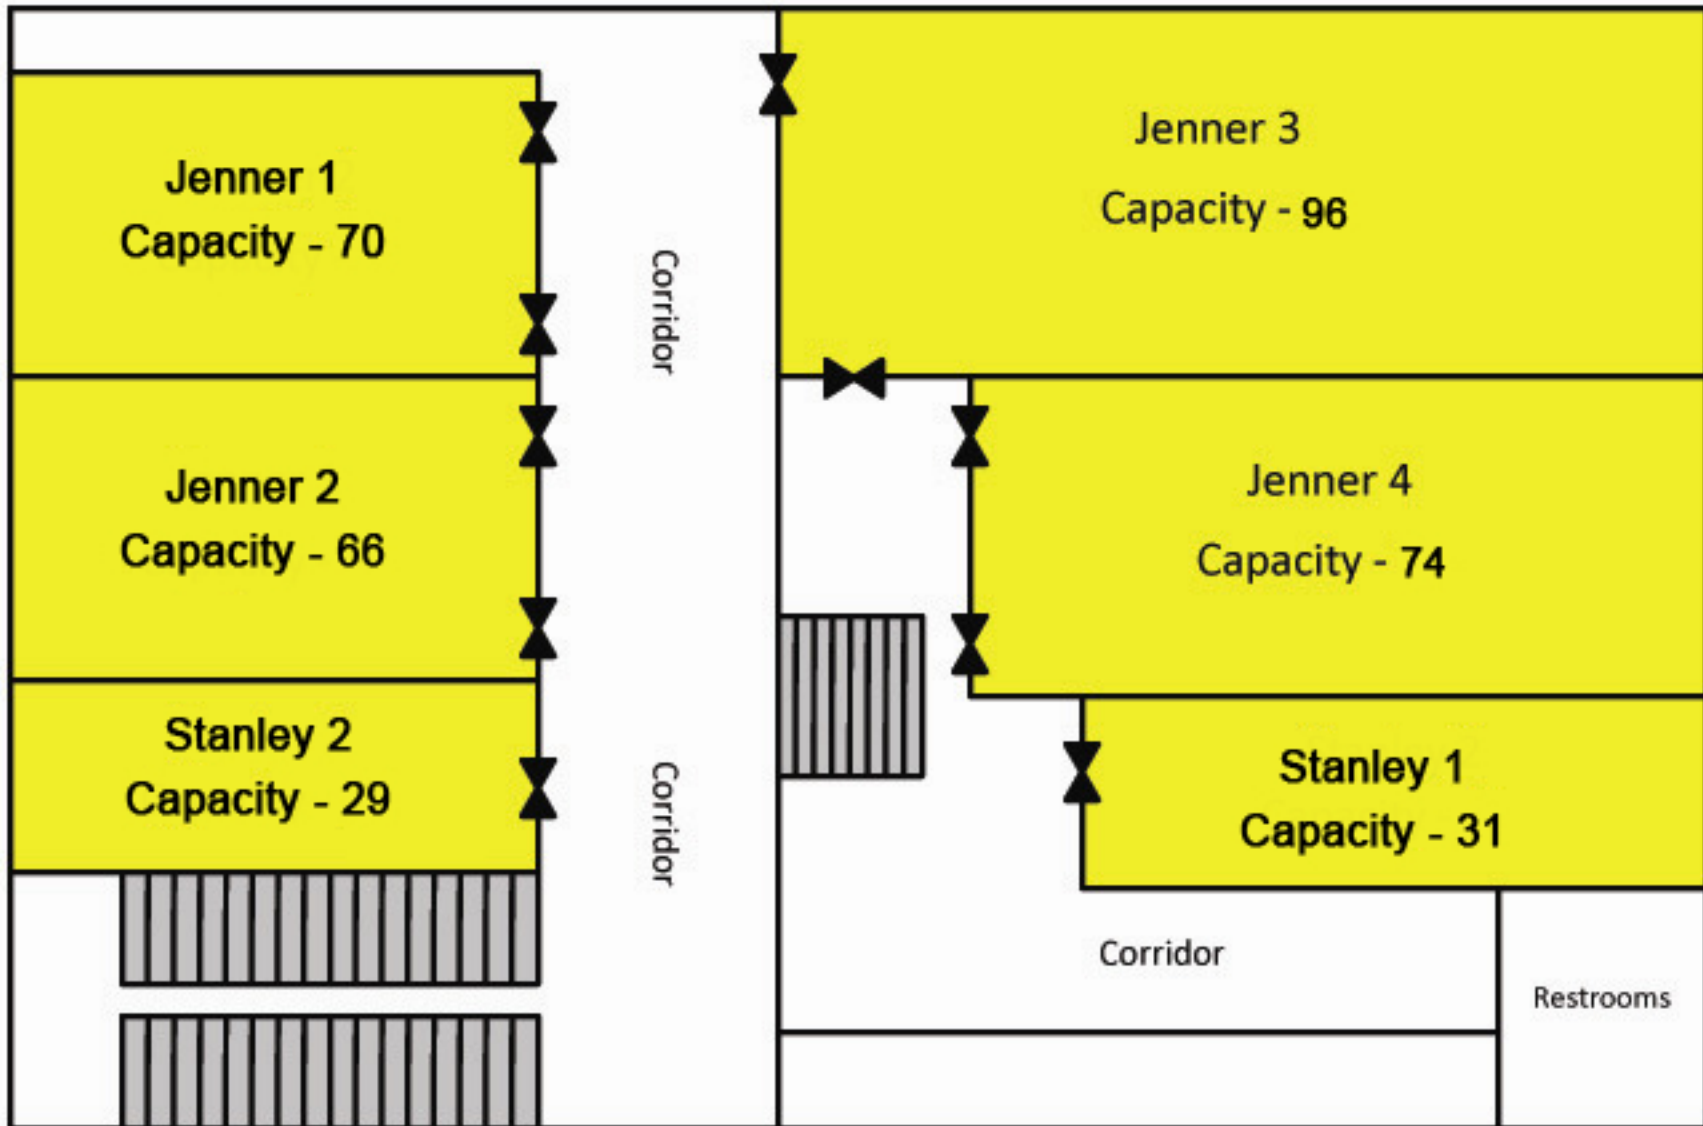 Jenner 1
Capacity - 70
Jenner 2
Capacity - 66
Stanley 2
Capacity - 29
Corridor
Corridor
Jenner 3
Capacity - 96
Jenner 4
Capacity - 74
Stanley 1
Capacity - 31
Corridor
Restrooms